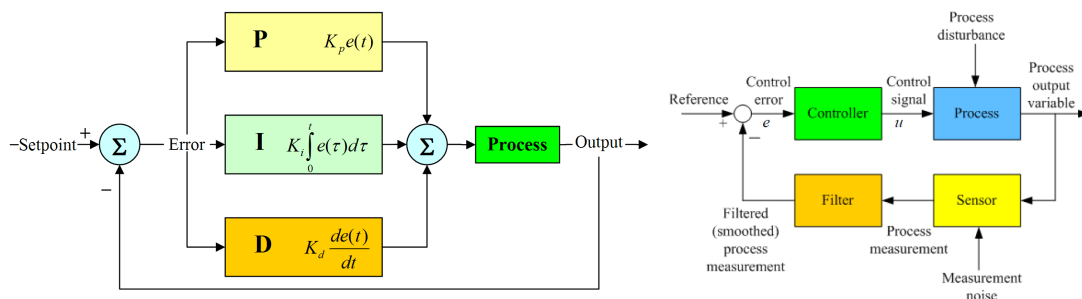 P K_p e(t)
+
Setpoint Σ Error
−
I K_i ∫_0^t e(τ)dτ
Σ Process Output
D K_d de(t)/dt
Process
disturbance
Reference
+
−
Control
error
e
Controller
Control
signal
u
Process
Process
output
variable
Filtered
(smoothed)
process
measurement
Filter
Process
measurement
Sensor
Measurement
noise